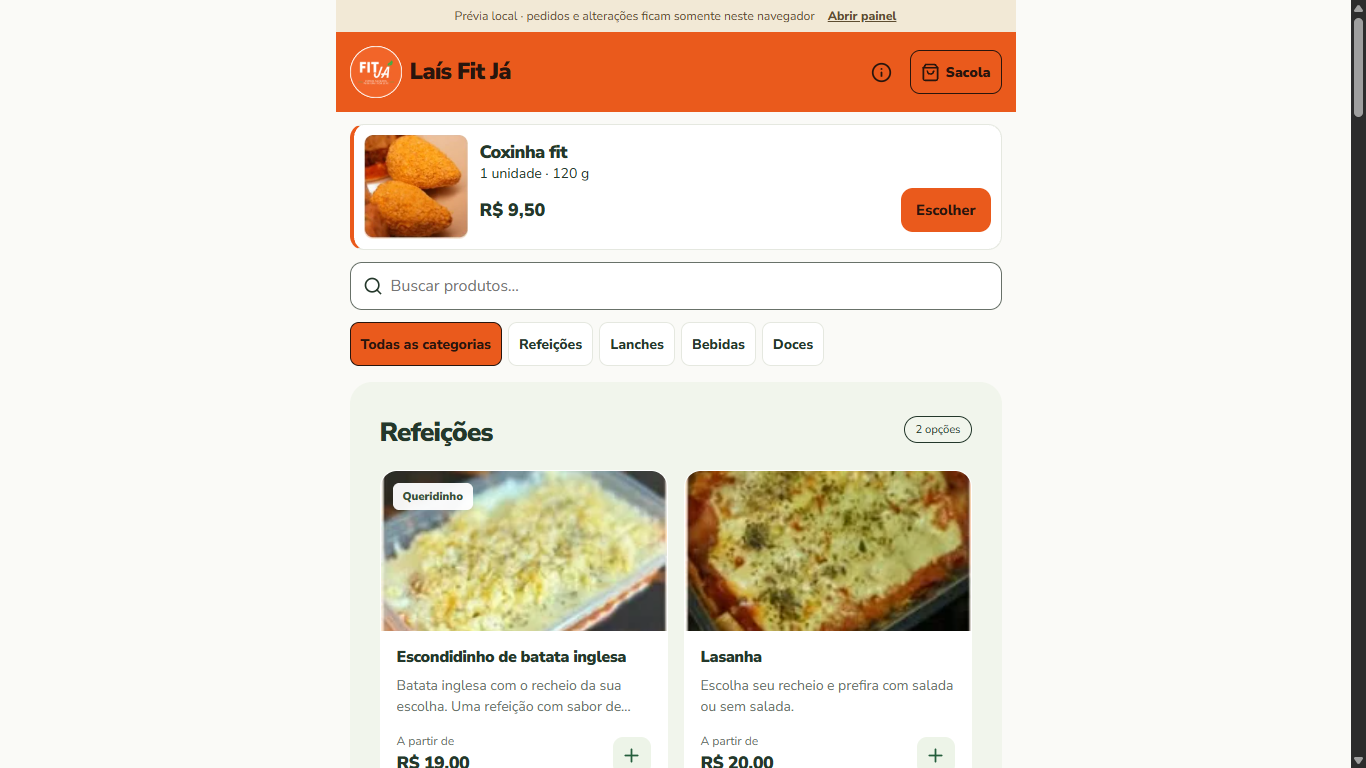 Prévia local · pedidos e alterações ficam somente neste navegador Abrir painel
FIT JÁ
Laís Fit Já
Sacola
Coxinha fit
1 unidade · 120 g
R$ 9,50
Escolher
Buscar produtos...
Todas as categorias
Refeições
Lanches
Bebidas
Doces
Refeições
2 opções
Queridinho
Escondidinho de batata inglesa
Batata inglesa com o recheio da sua
escolha. Uma refeição com sabor de...
A partir de
R$ 19,00
Lasanha
Escolha seu recheio e prefira com salada
ou sem salada.
A partir de
R$ 20,00